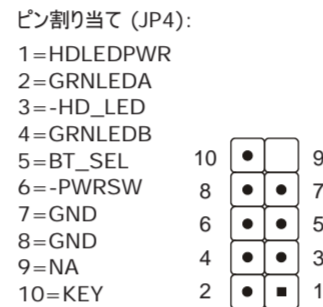 ピン割り当て (JP4):
1=HDLEDPWR
2=GRNLEDA
3=-HD_LED
4=GRNLEDB
5=BT_SEL
6=-PWRSW
7=GND
8=GND
9=NA
10=KEY
10 9
8 7
6 5
4 3
2 1